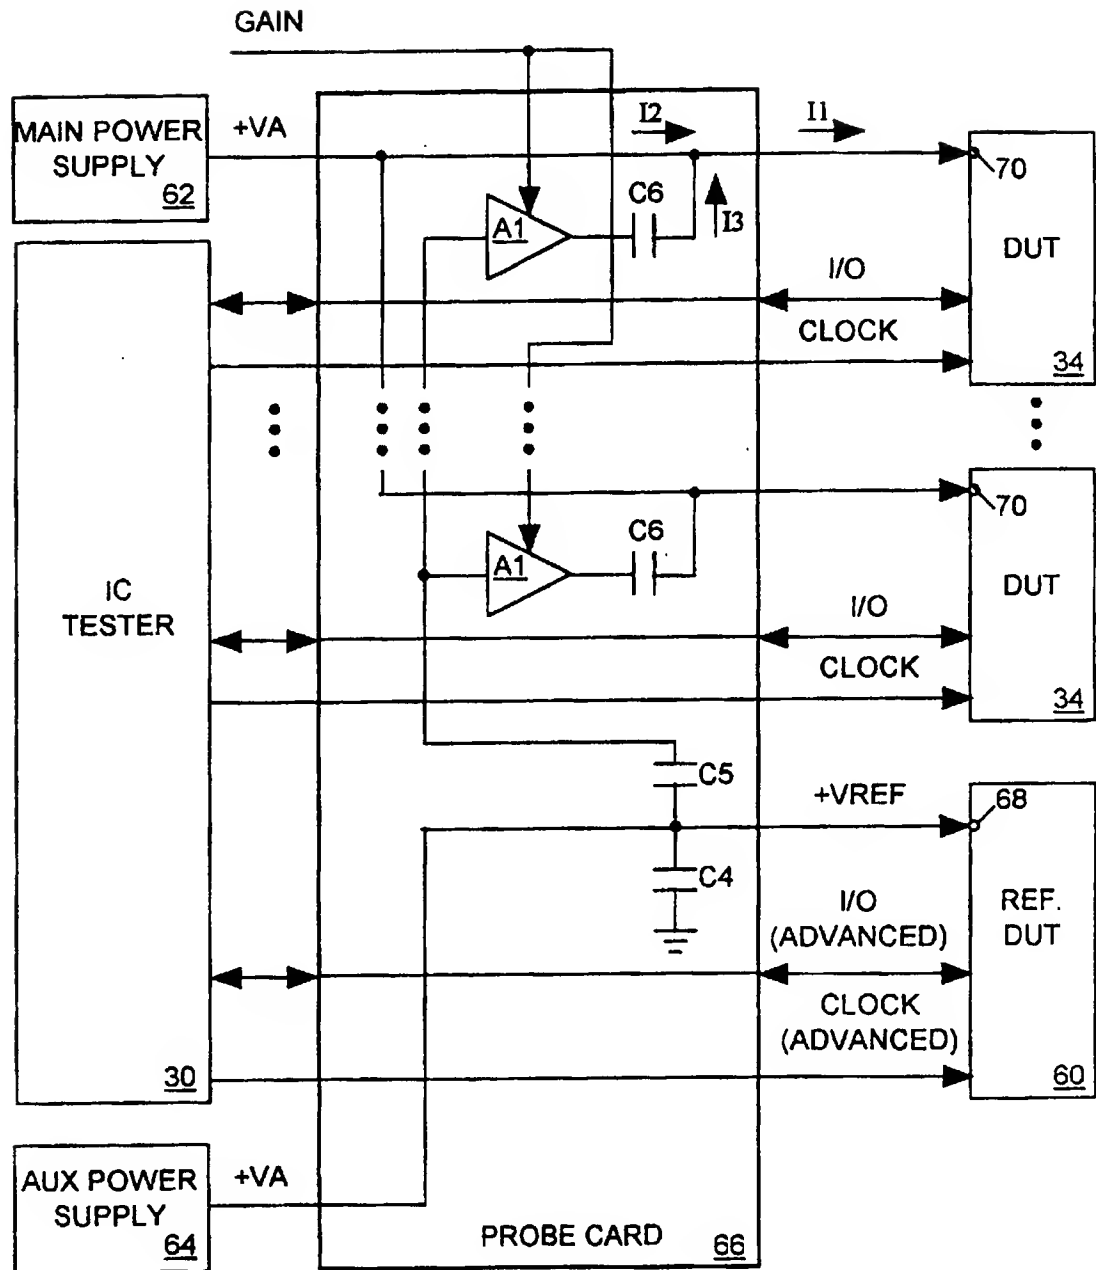 GAIN
MAIN POWER
SUPPLY
62
+VA
I2
I1
70
A1
C6
I3
DUT
I/O
CLOCK
34
IC
TESTER
30
70
A1
C6
DUT
I/O
CLOCK
34
C5
+VREF
68
C4
I/O
(ADVANCED)
REF.
DUT
CLOCK
(ADVANCED)
60
AUX POWER
SUPPLY
64
+VA
PROBE CARD
66